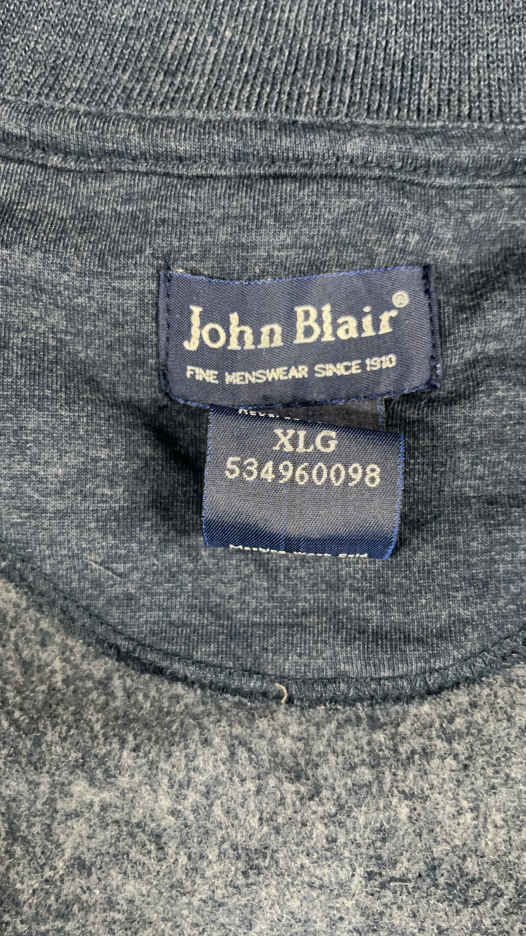 John Blair®
FINE MENSWEAR SINCE 1910
XLG
534960098